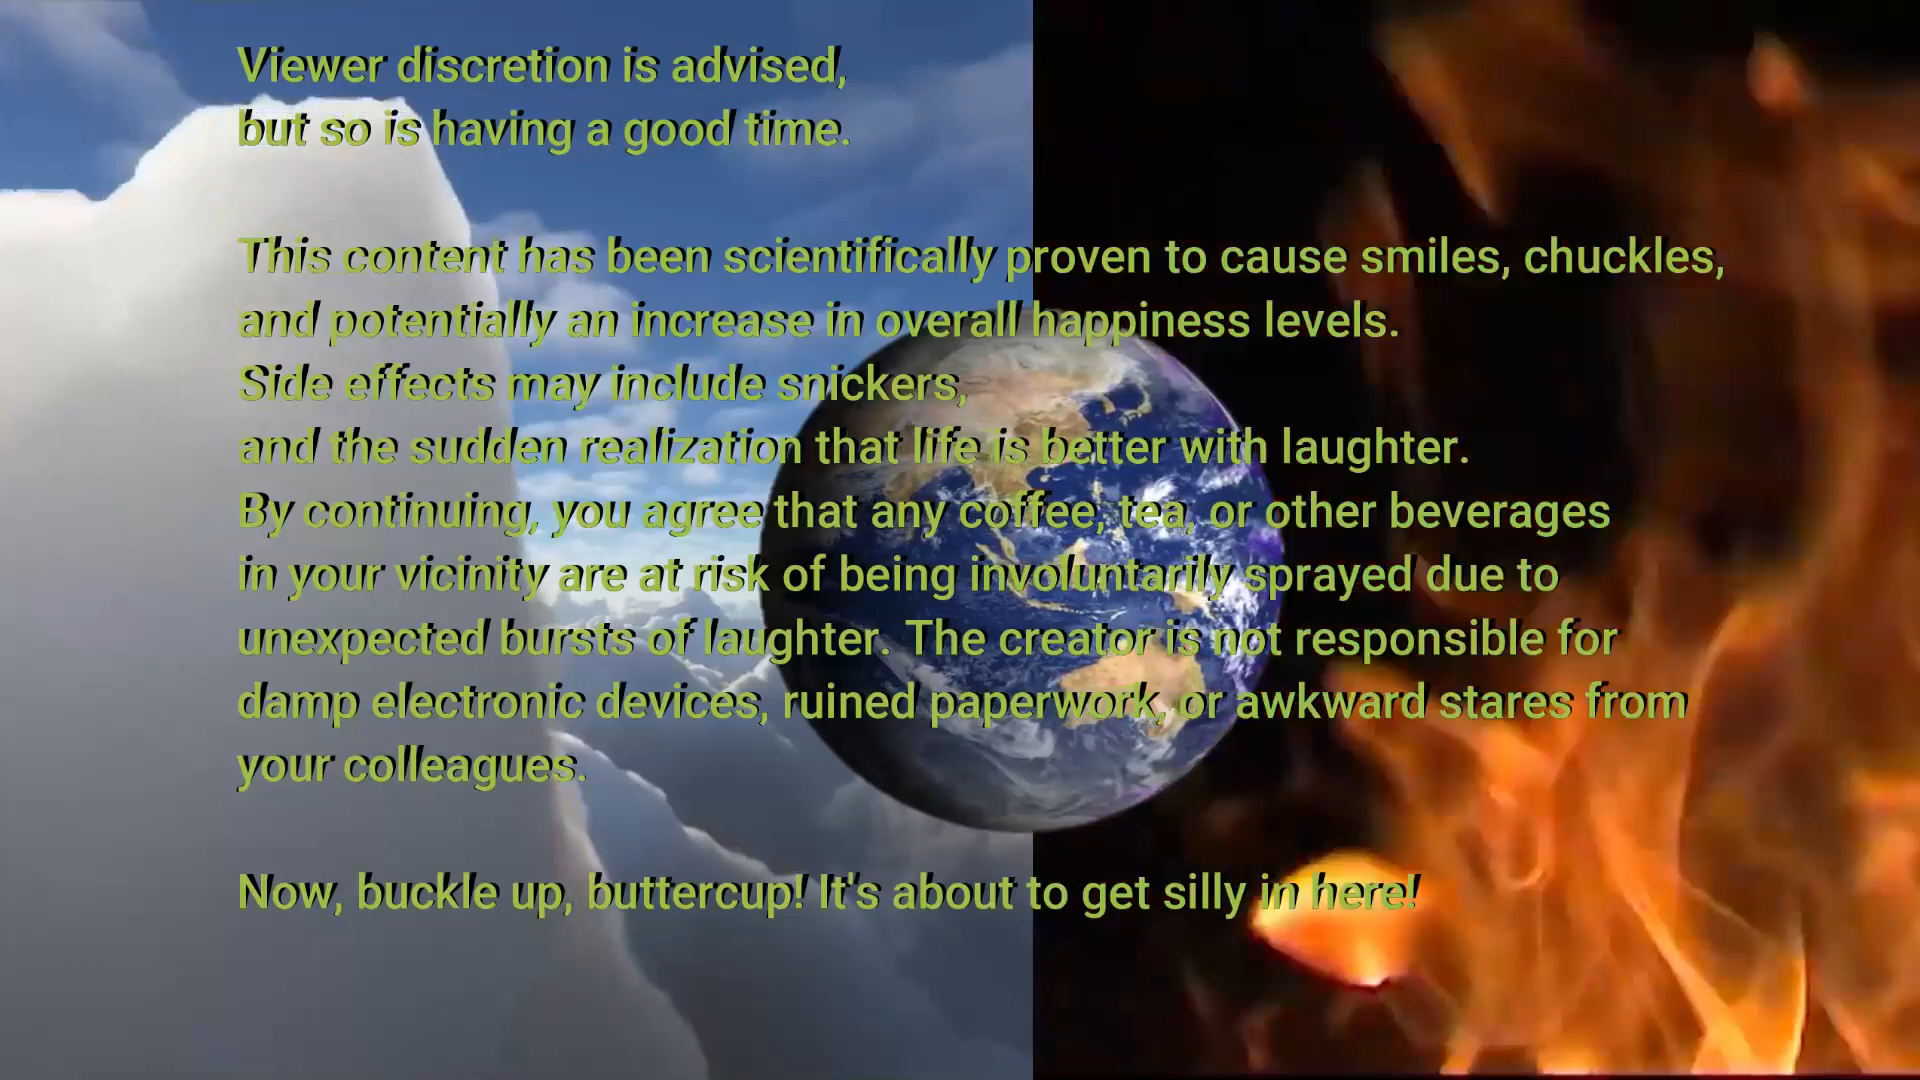 Viewer discretion is advised,
but so is having a good time.
This content has been scientifically proven to cause smiles, chuckles,
and potentially an increase in overall happiness levels.
Side effects may include snickers,
and the sudden realization that life is better with laughter.
By continuing, you agree that any coffee, tea, or other beverages
in your vicinity are at risk of being involuntarily sprayed due to
unexpected bursts of laughter. The creator is not responsible for
damp electronic devices, ruined paperwork, or awkward stares from
your colleagues.
Now, buckle up, buttercup! It's about to get silly in here!